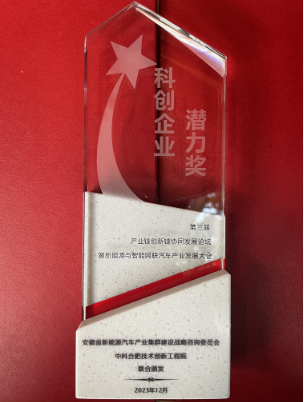 科创企业
潜力奖
第三届
产业链创新链协同发展论坛
暨新能源与智能网联汽车产业发展大会
安徽省新能源汽车产业集群建设战略咨询委员会
中科合肥技术创新工程院
联合颁发
2023年12月